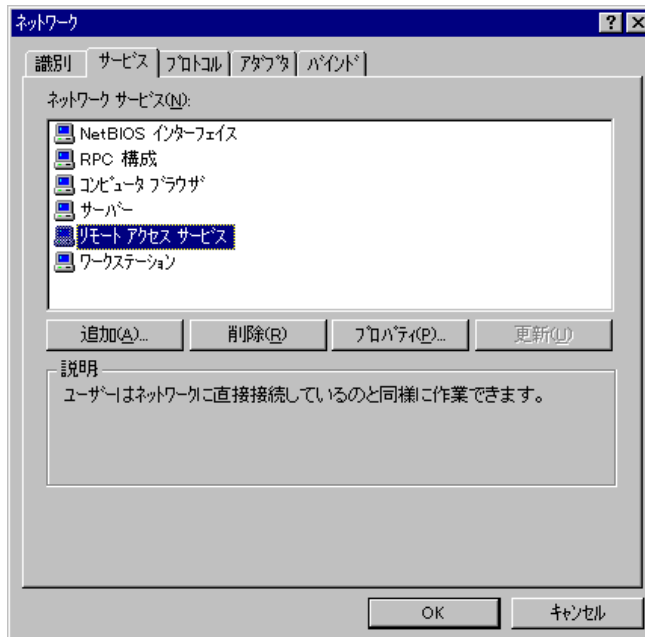 ネットワーク
識別 サービス プロトコル アダプタ バインド
ネットワーク サービス(N):
NetBIOS インターフェイス
RPC 構成
コンピュータ ブラウザ
サーバー
リモート アクセス サービス
ワークステーション
追加(A)... 削除(R) プロパティ(P)... 更新(U)
説明
ユーザーはネットワークに直接接続しているのと同様に作業できます。
OK キャンセル